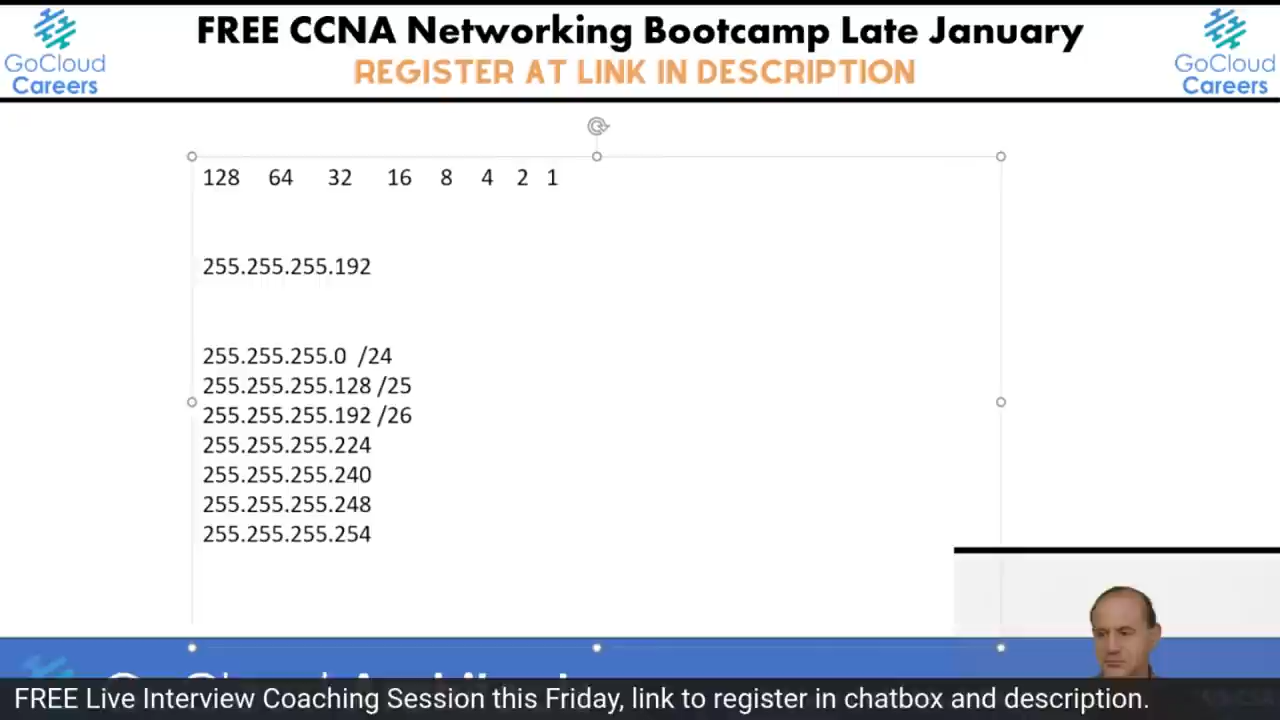 FREE CCNA Networking Bootcamp Late January
REGISTER AT LINK IN DESCRIPTION
GoCloud
Careers
GoCloud
Careers
128 64 32 16 8 4 2 1
255.255.255.192
255.255.255.0 /24
255.255.255.128 /25
255.255.255.192 /26
255.255.255.224
255.255.255.240
255.255.255.248
255.255.255.254
FREE Live Interview Coaching Session this Friday, link to register in chatbox and description.